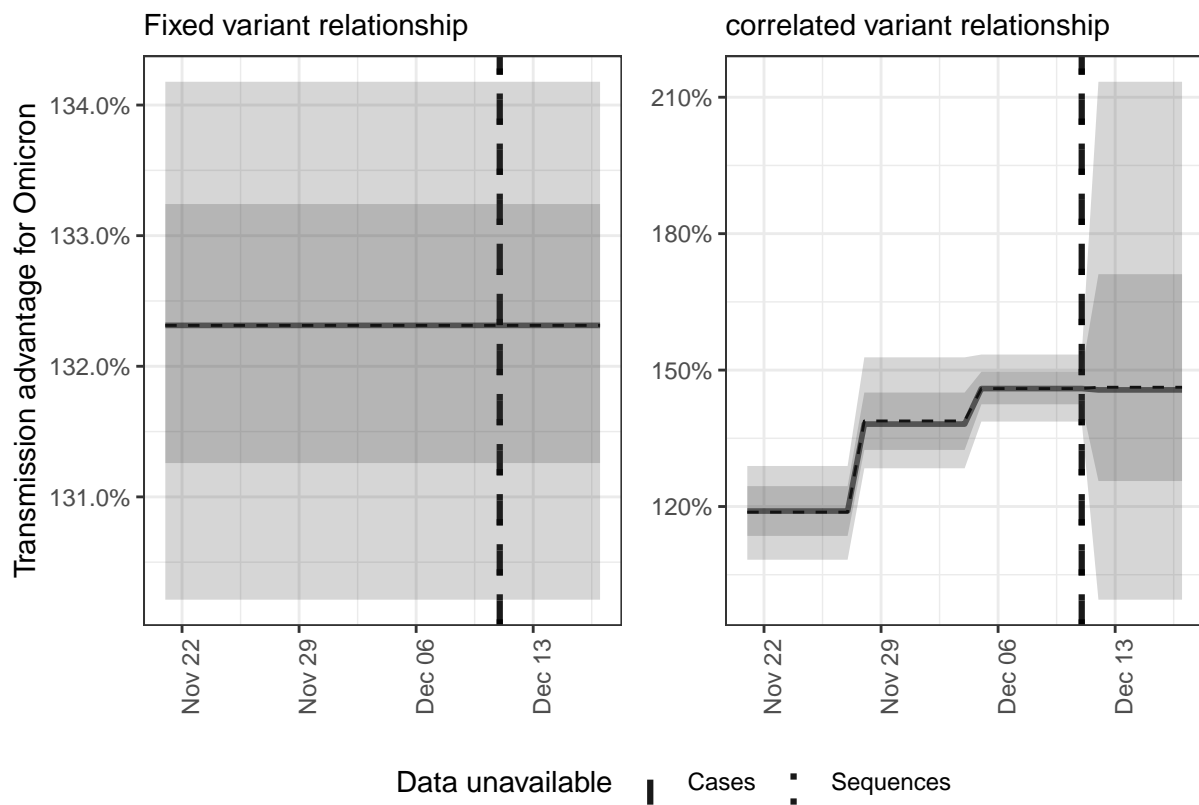 Fixed variant relationship
correlated variant relationship
Transmission advantage for Omicron
134.0%
133.0%
132.0%
131.0%
210%
180%
150%
120%
Nov 22
Nov 29
Dec 06
Dec 13
Nov 22
Nov 29
Dec 06
Dec 13
Data unavailable Cases Sequences